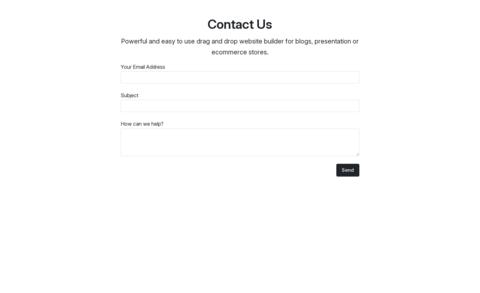 Contact Us
Powerful and easy to use drag and drop website builder for blogs, presentation or
ecommerce stores.
Your Email Address
Subject
How can we help?
Send